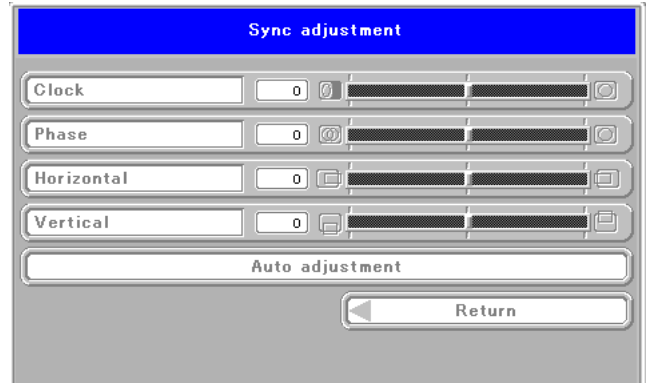 Sync adjustment
Clock 0
Phase 0
Horizontal 0
Vertical 0
Auto adjustment
Return